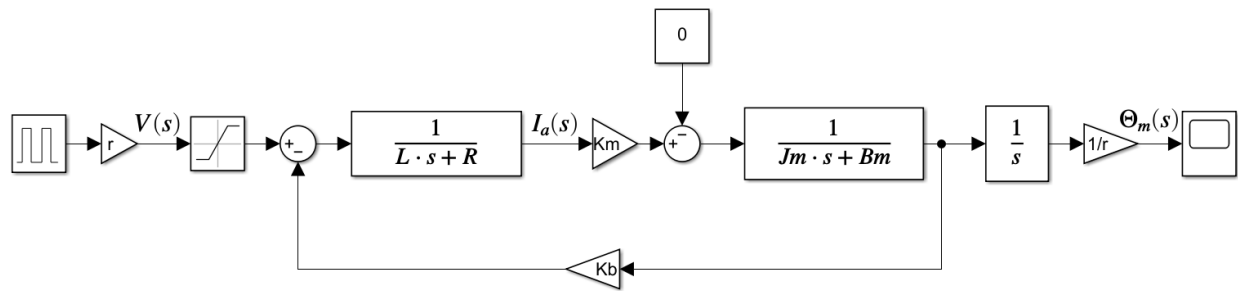 0
r
V(s)
+
−
1
L · s + R
I_a(s)
Km
−
+
1
Jm · s + Bm
1
s
1/r
Θ_m(s)
Kb